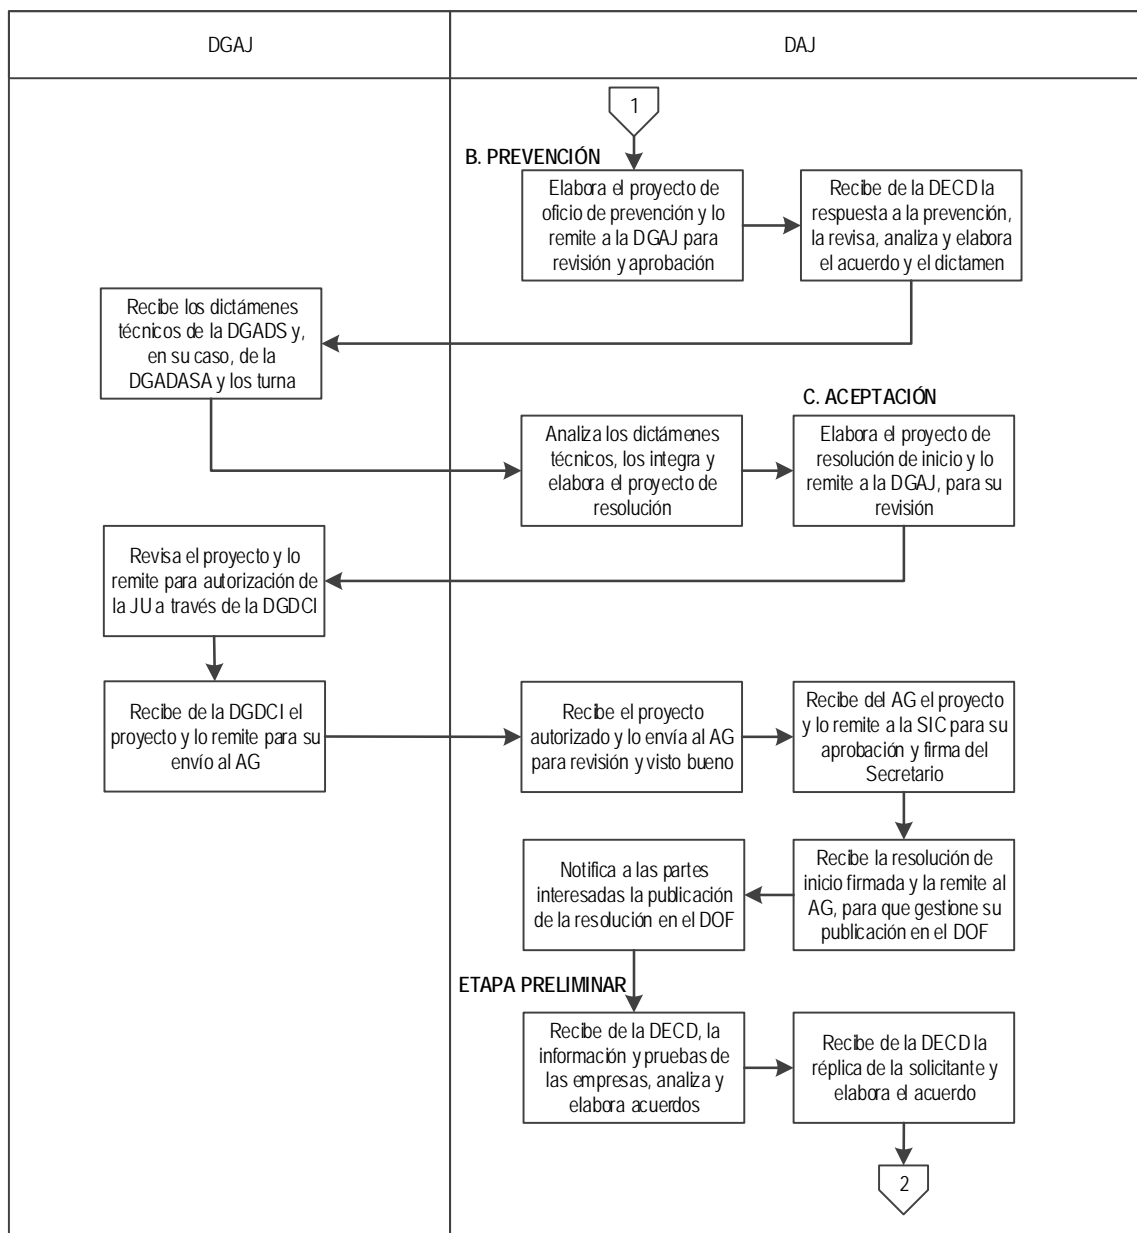 DGAJ
DAJ
1
B. PREVENCIÓN
Elabora el proyecto de
oficio de prevención y lo
remite a la DGAJ para
revisión y aprobación
Recibe de la DECD la
respuesta a la prevención,
la revisa, analiza y elabora
el acuerdo y el dictamen
Recibe los dictámenes
técnicos de la DGADS y,
en su caso, de la
DGADASA y los turna
C. ACEPTACIÓN
Analiza los dictámenes
técnicos, los integra y
elabora el proyecto de
resolución
Elabora el proyecto de
resolución de inicio y lo
remite a la DGAJ, para su
revisión
Revisa el proyecto y lo
remite para autorización de
la JU a través de la DGDCI
Recibe de la DGDCI el
proyecto y lo remite para su
envío al AG
Recibe el proyecto
autorizado y lo envía al AG
para revisión y visto bueno
Recibe del AG el proyecto
y lo remite a la SIC para su
aprobación y firma del
Secretario
Notifica a las partes
interesadas la publicación
de la resolución en el DOF
Recibe la resolución de
inicio firmada y la remite al
AG, para que gestione su
publicación en el DOF
ETAPA PRELIMINAR
Recibe de la DECD, la
información y pruebas de
las empresas, analiza y
elabora acuerdos
Recibe de la DECD la
réplica de la solicitante y
elabora el acuerdo
2